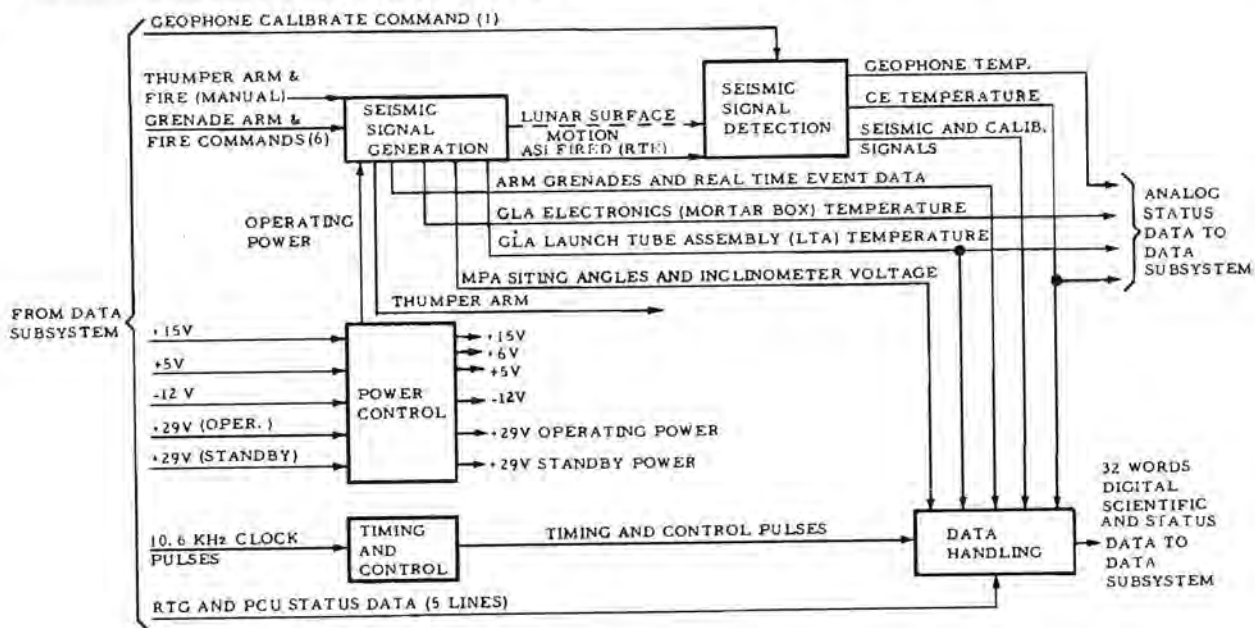 GEOPHONE CALIBRATE COMMAND (1)
THUMPER ARM &
FIRE (MANUAL)
GRENADE ARM &
FIRE COMMANDS (6)
SEISMIC
SIGNAL
GENERATION
LUNAR SURFACE
MOTION
ASI FIRED (RTE)
SEISMIC
SIGNAL
DETECTION
GEOPHONE TEMP.
CE TEMPERATURE
SEISMIC AND CALIB.
SIGNALS
ARM GRENADES AND REAL TIME EVENT DATA
GLA ELECTRONICS (MORTAR BOX) TEMPERATURE
GLA LAUNCH TUBE ASSEMBLY (LTA) TEMPERATURE
MPA SITING ANGLES AND INCLINOMETER VOLTAGE
THUMPER ARM
OPERATING
POWER
ANALOG
STATUS
DATA TO
DATA
SUBSYSTEM
FROM DATA
SUBSYSTEM
+15V
+5V
-12 V
+29V (OPER.)
+29V (STANDBY)
POWER
CONTROL
+15V
+6V
+5V
-12V
+29V OPERATING POWER
+29V STANDBY POWER
10.6 KHz CLOCK
PULSES
TIMING
AND
CONTROL
TIMING AND CONTROL PULSES
DATA
HANDLING
32 WORDS
DIGITAL
SCIENTIFIC
AND STATUS
DATA TO
DATA
SUBSYSTEM
RTG AND PCU STATUS DATA (5 LINES)